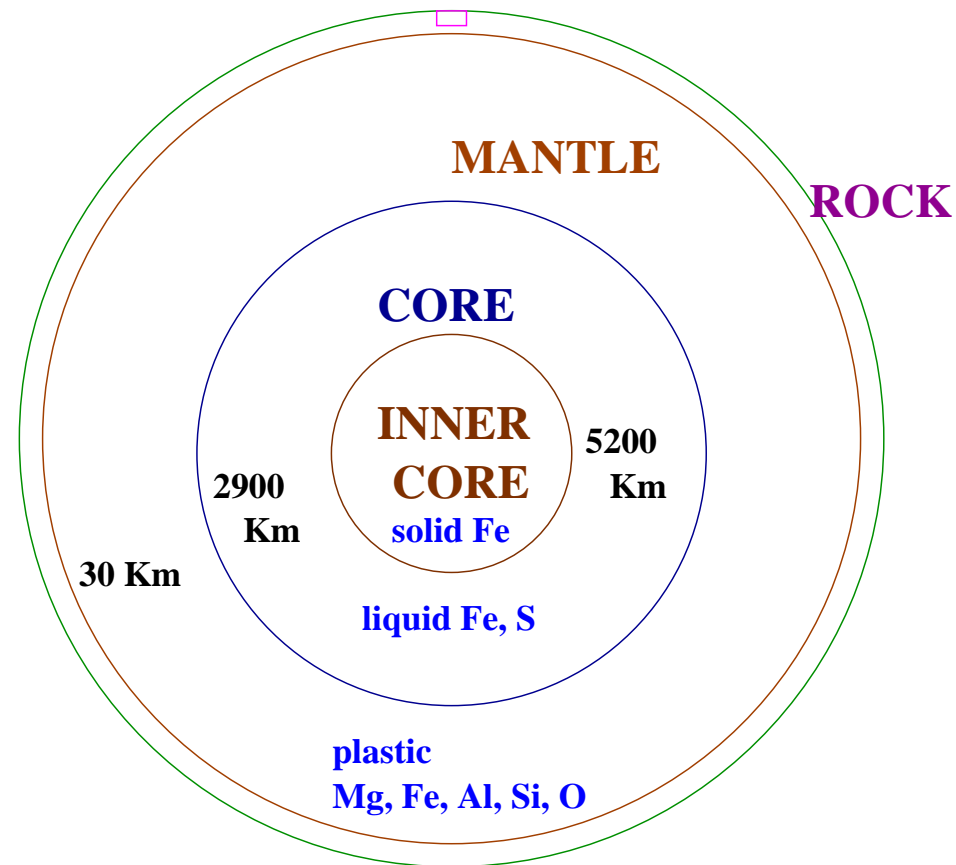 MANTLE
ROCK
CORE
INNER
CORE
solid Fe
5200
Km
2900
Km
30 Km
liquid Fe, S
plastic
Mg, Fe, Al, Si, O